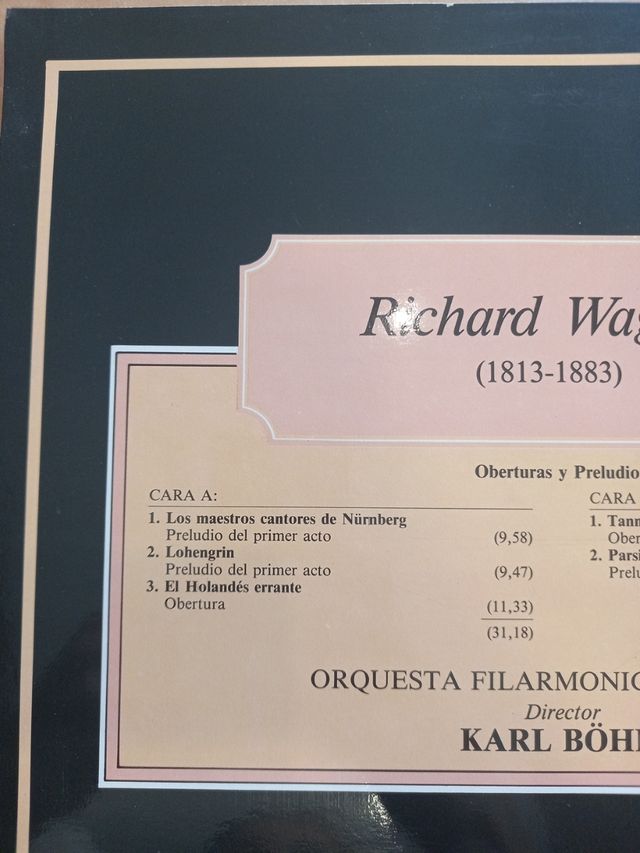 Richard Wag
(1813-1883)
Oberturas y Preludio
CARA A:
1. Los maestros cantores de Nürnberg
Preludio del primer acto (9,58)
2. Lohengrin
Preludio del primer acto (9,47)
3. El Holandés errante
Obertura (11,33)
(31,18)
CARA
1. Tann
Ober
2. Parsi
Prelu
ORQUESTA FILARMONIC
Director
KARL BÖH